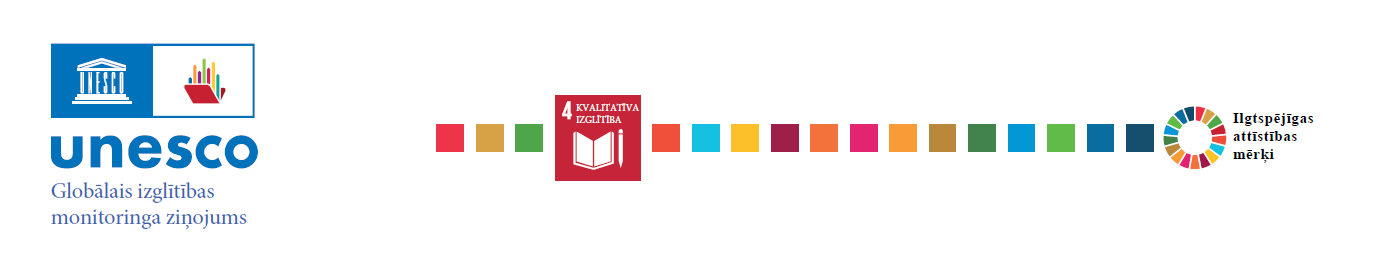 UNESCO
unesco
Globālais izglītības
monitoringa ziņojums
4 KVALITATĪVA
IZGLĪTĪBA
Ilgtspējīgas
attīstības
mērķi